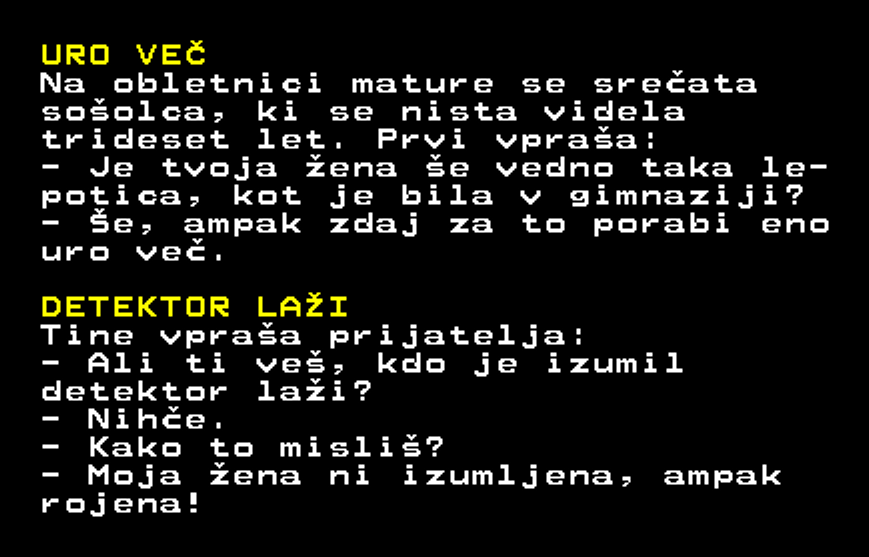 URO VEČ
Na obletnici mature se srečata
sošolca, ki se nista videla
trideset let. Prvi vpraša:
- Je tvoja žena še vedno taka le-
potica, kot je bila v gimnaziji?
- Še, ampak zdaj za to porabi eno
uro več.
DETEKTOR LAŽI
Tine vpraša prijatelja:
- Ali ti veš, kdo je izumil
detektor laži?
- Nihče.
- Kako to misliš?
- Moja žena ni izumljena, ampak
rojena!